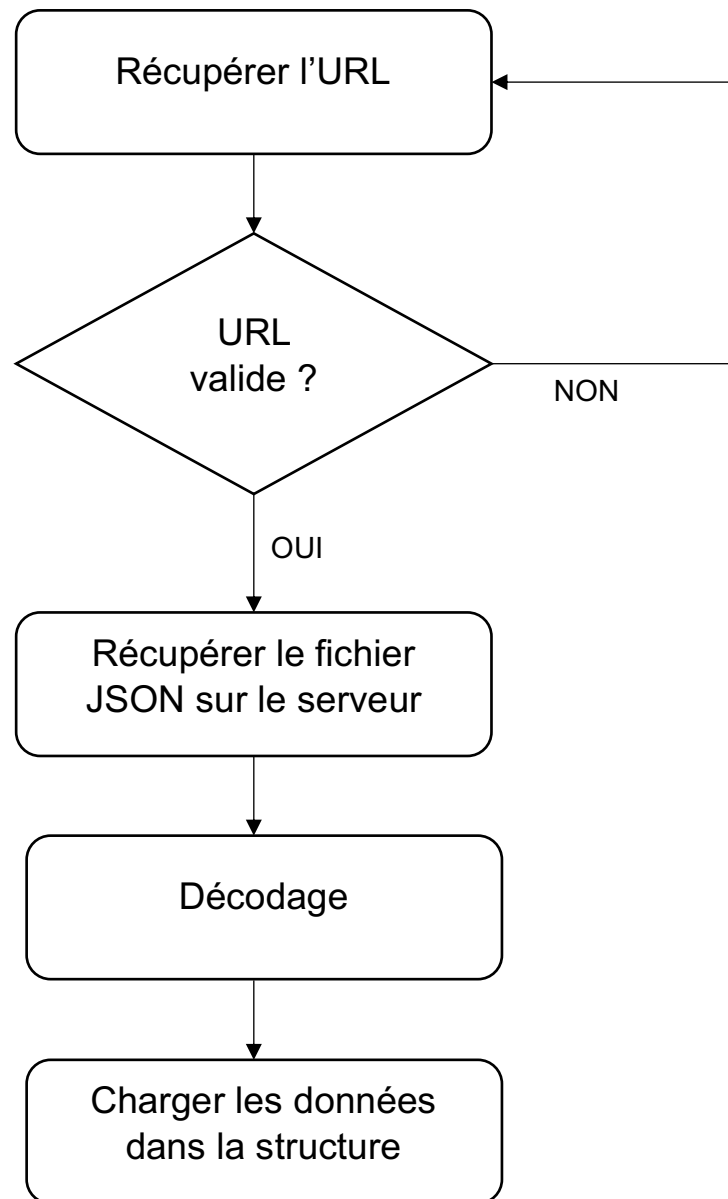 Récupérer l’URL
URL
valide ?
NON
OUI
Récupérer le fichier
JSON sur le serveur
Décodage
Charger les données
dans la structure